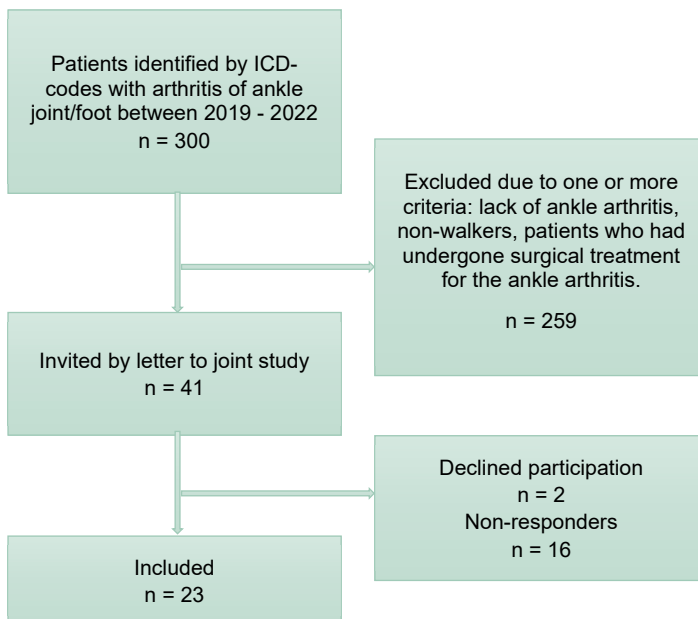 Patients identified by ICD-
codes with arthritis of ankle
joint/foot between 2019 - 2022
n = 300
Excluded due to one or more
criteria: lack of ankle arthritis,
non-walkers, patients who had
undergone surgical treatment
for the ankle arthritis.
n = 259
Invited by letter to joint study
n = 41
Declined participation
n = 2
Non-responders
n = 16
Included
n = 23